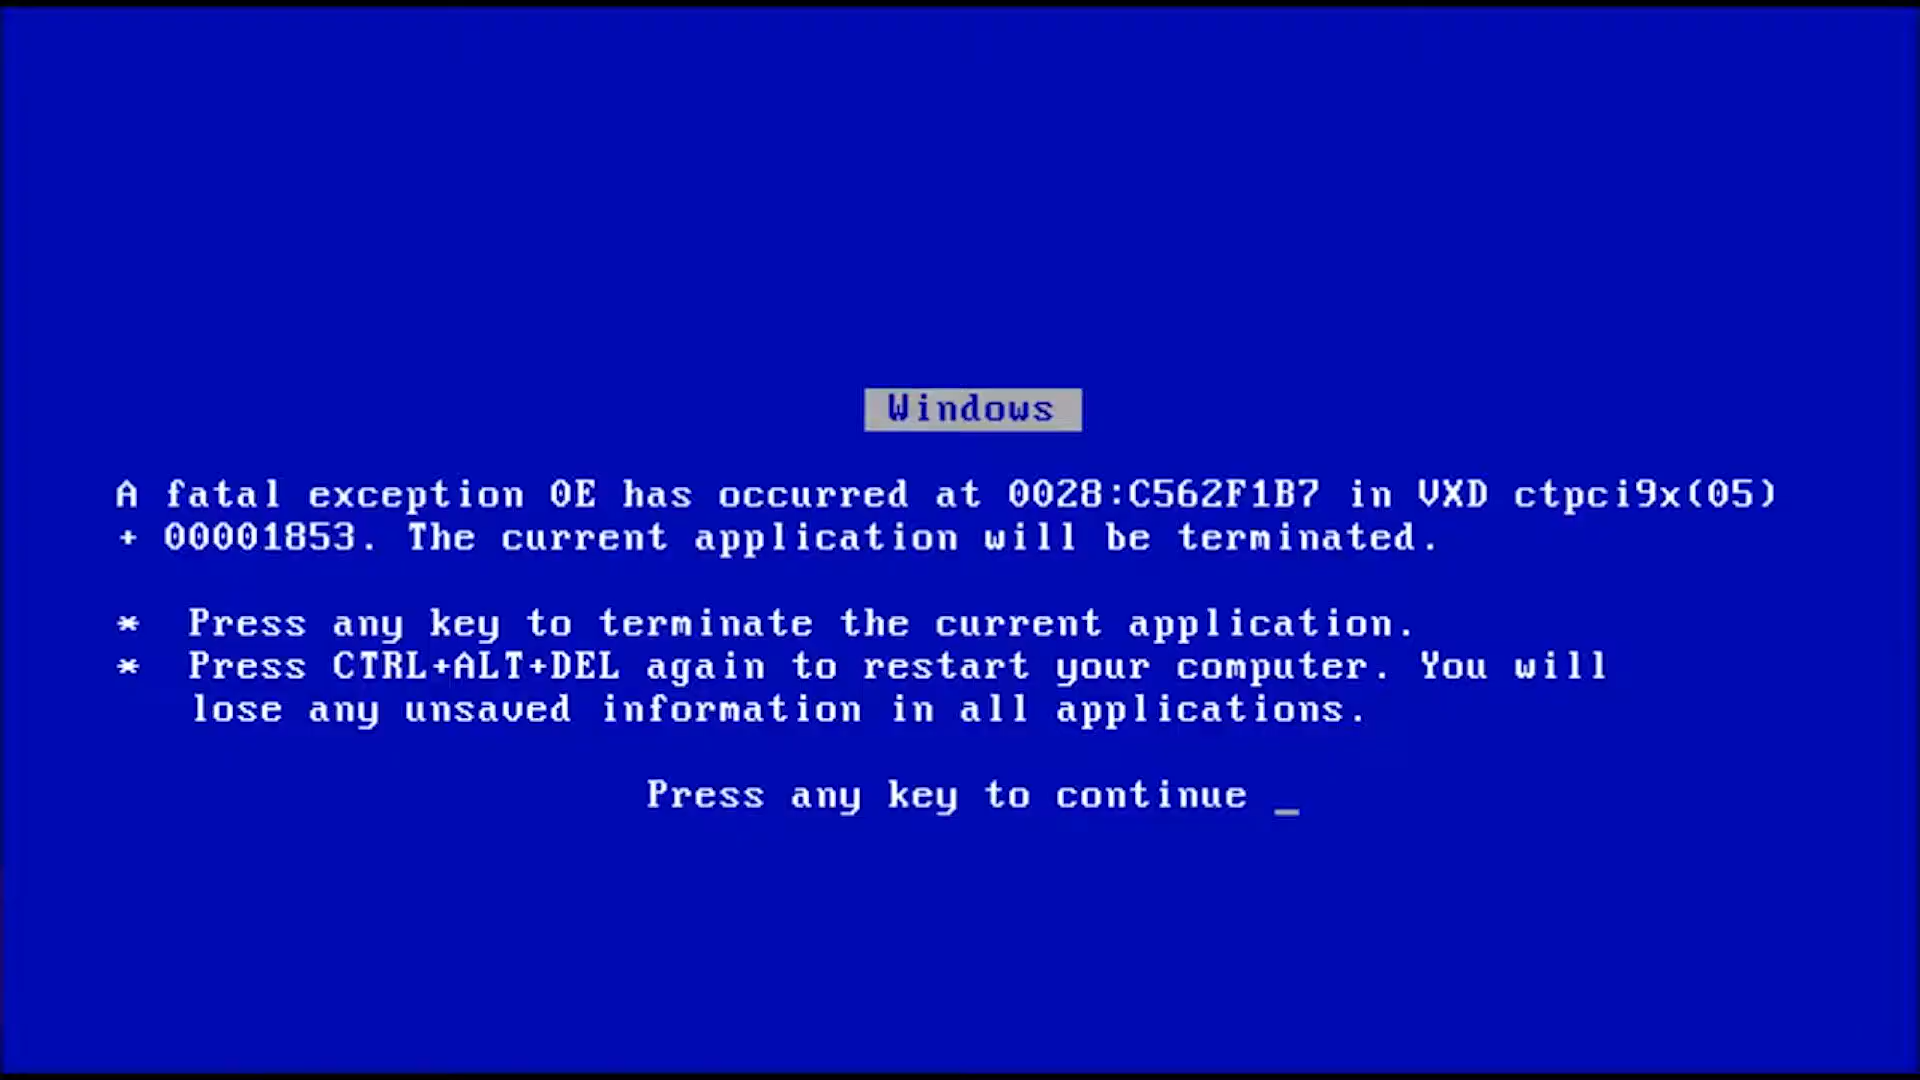 Windows
A fatal exception 0E has occurred at 0028:C562F1B7 in VXD ctpci9x(05)
+ 00001853. The current application will be terminated.
* Press any key to terminate the current application.
* Press CTRL+ALT+DEL again to restart your computer. You will
lose any unsaved information in all applications.
Press any key to continue _